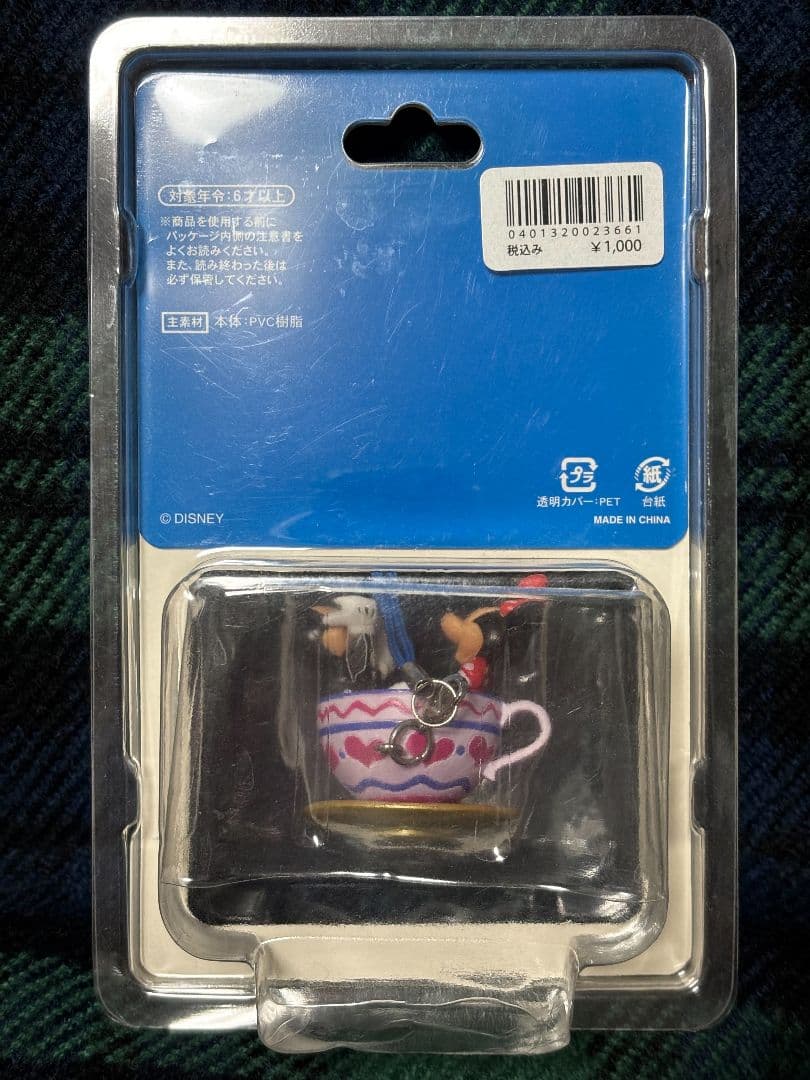 対象年令:6才以上
※商品を使用する前に
パッケージ内側の注意書を
よくお読みください。
また、読み終わった後は
必ず保管してください。
主素材 本体:PVC樹脂
0401320023661
税込み ¥1,000
プラ 紙
透明カバー:PET 台紙
© DISNEY
MADE IN CHINA